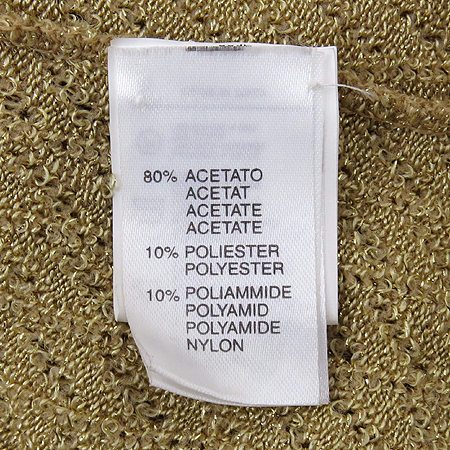 80% ACETATO
ACETAT
ACETATE
ACETATE
10% POLIESTER
POLYESTER
10% POLIAMMIDE
POLYAMID
POLYAMIDE
NYLON